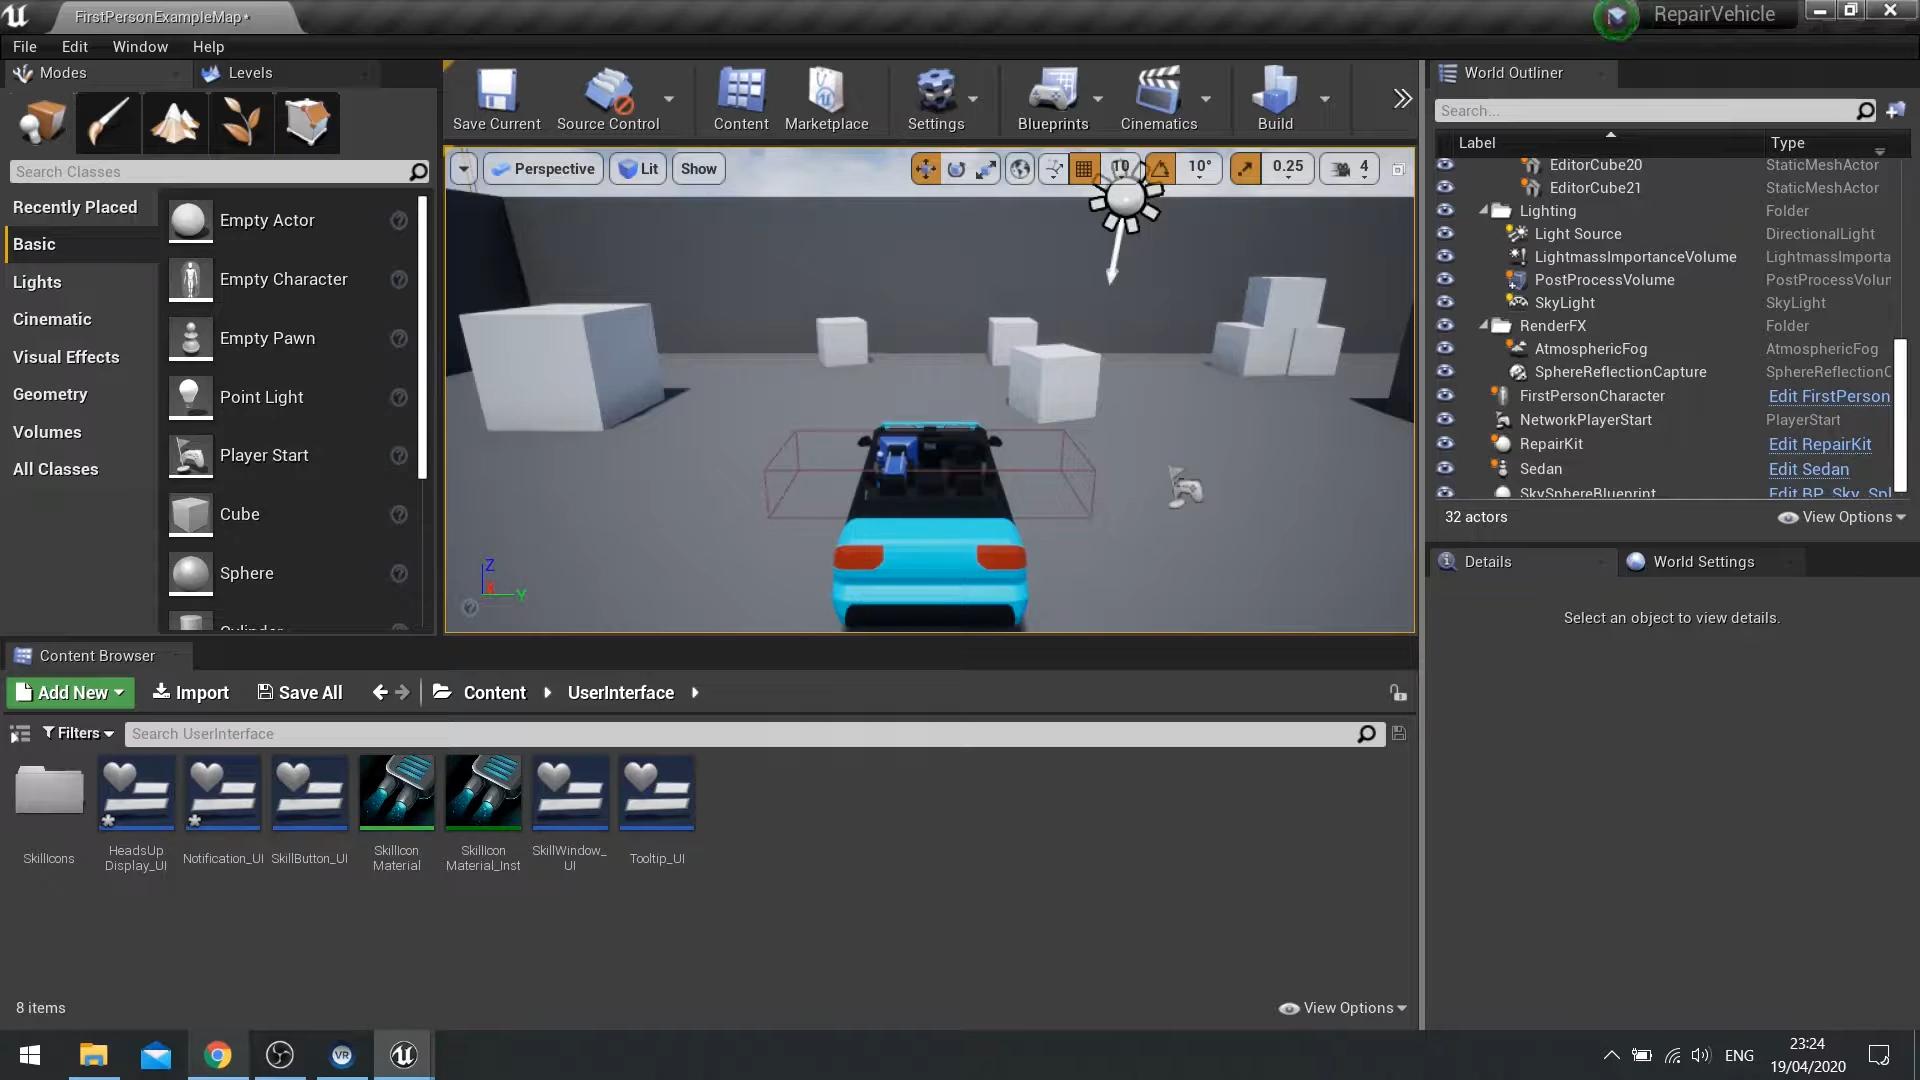 FirstPersonExampleMap*
RepairVehicle
File Edit Window Help
Modes Levels
Save Current Source Control Content Marketplace Settings Blueprints Cinematics Build
World Outliner
Search...
Label Type
Search Classes
Perspective Lit Show 10 10° 0.25 4
Recently Placed
Basic
Lights
Cinematic
Visual Effects
Geometry
Volumes
All Classes
Empty Actor
Empty Character
Empty Pawn
Point Light
Player Start
Cube
Sphere
Cylinder
Z
X
Y
EditorCube20 StaticMeshActor
EditorCube21 StaticMeshActor
Lighting Folder
Light Source DirectionalLight
LightmassImportanceVolume LightmassImporta
PostProcessVolume PostProcessVolur
SkyLight SkyLight
RenderFX Folder
AtmosphericFog AtmosphericFog
SphereReflectionCapture SphereReflectionC
FirstPersonCharacter Edit FirstPerson
NetworkPlayerStart PlayerStart
RepairKit Edit RepairKit
Sedan Edit Sedan
SkySphereBlueprint Edit BP_Sky_Spl
32 actors View Options
Details World Settings
Select an object to view details.
Content Browser
Add New Import Save All Content UserInterface
Filters Search UserInterface
SkillIcons
HeadsUp
Display_UI
Notification_UI
SkillButton_UI
SkillIcon
Material
SkillIcon
Material_Inst
SkillWindow_
UI
Tooltip_UI
8 items View Options
VR
ENG
23:24
19/04/2020